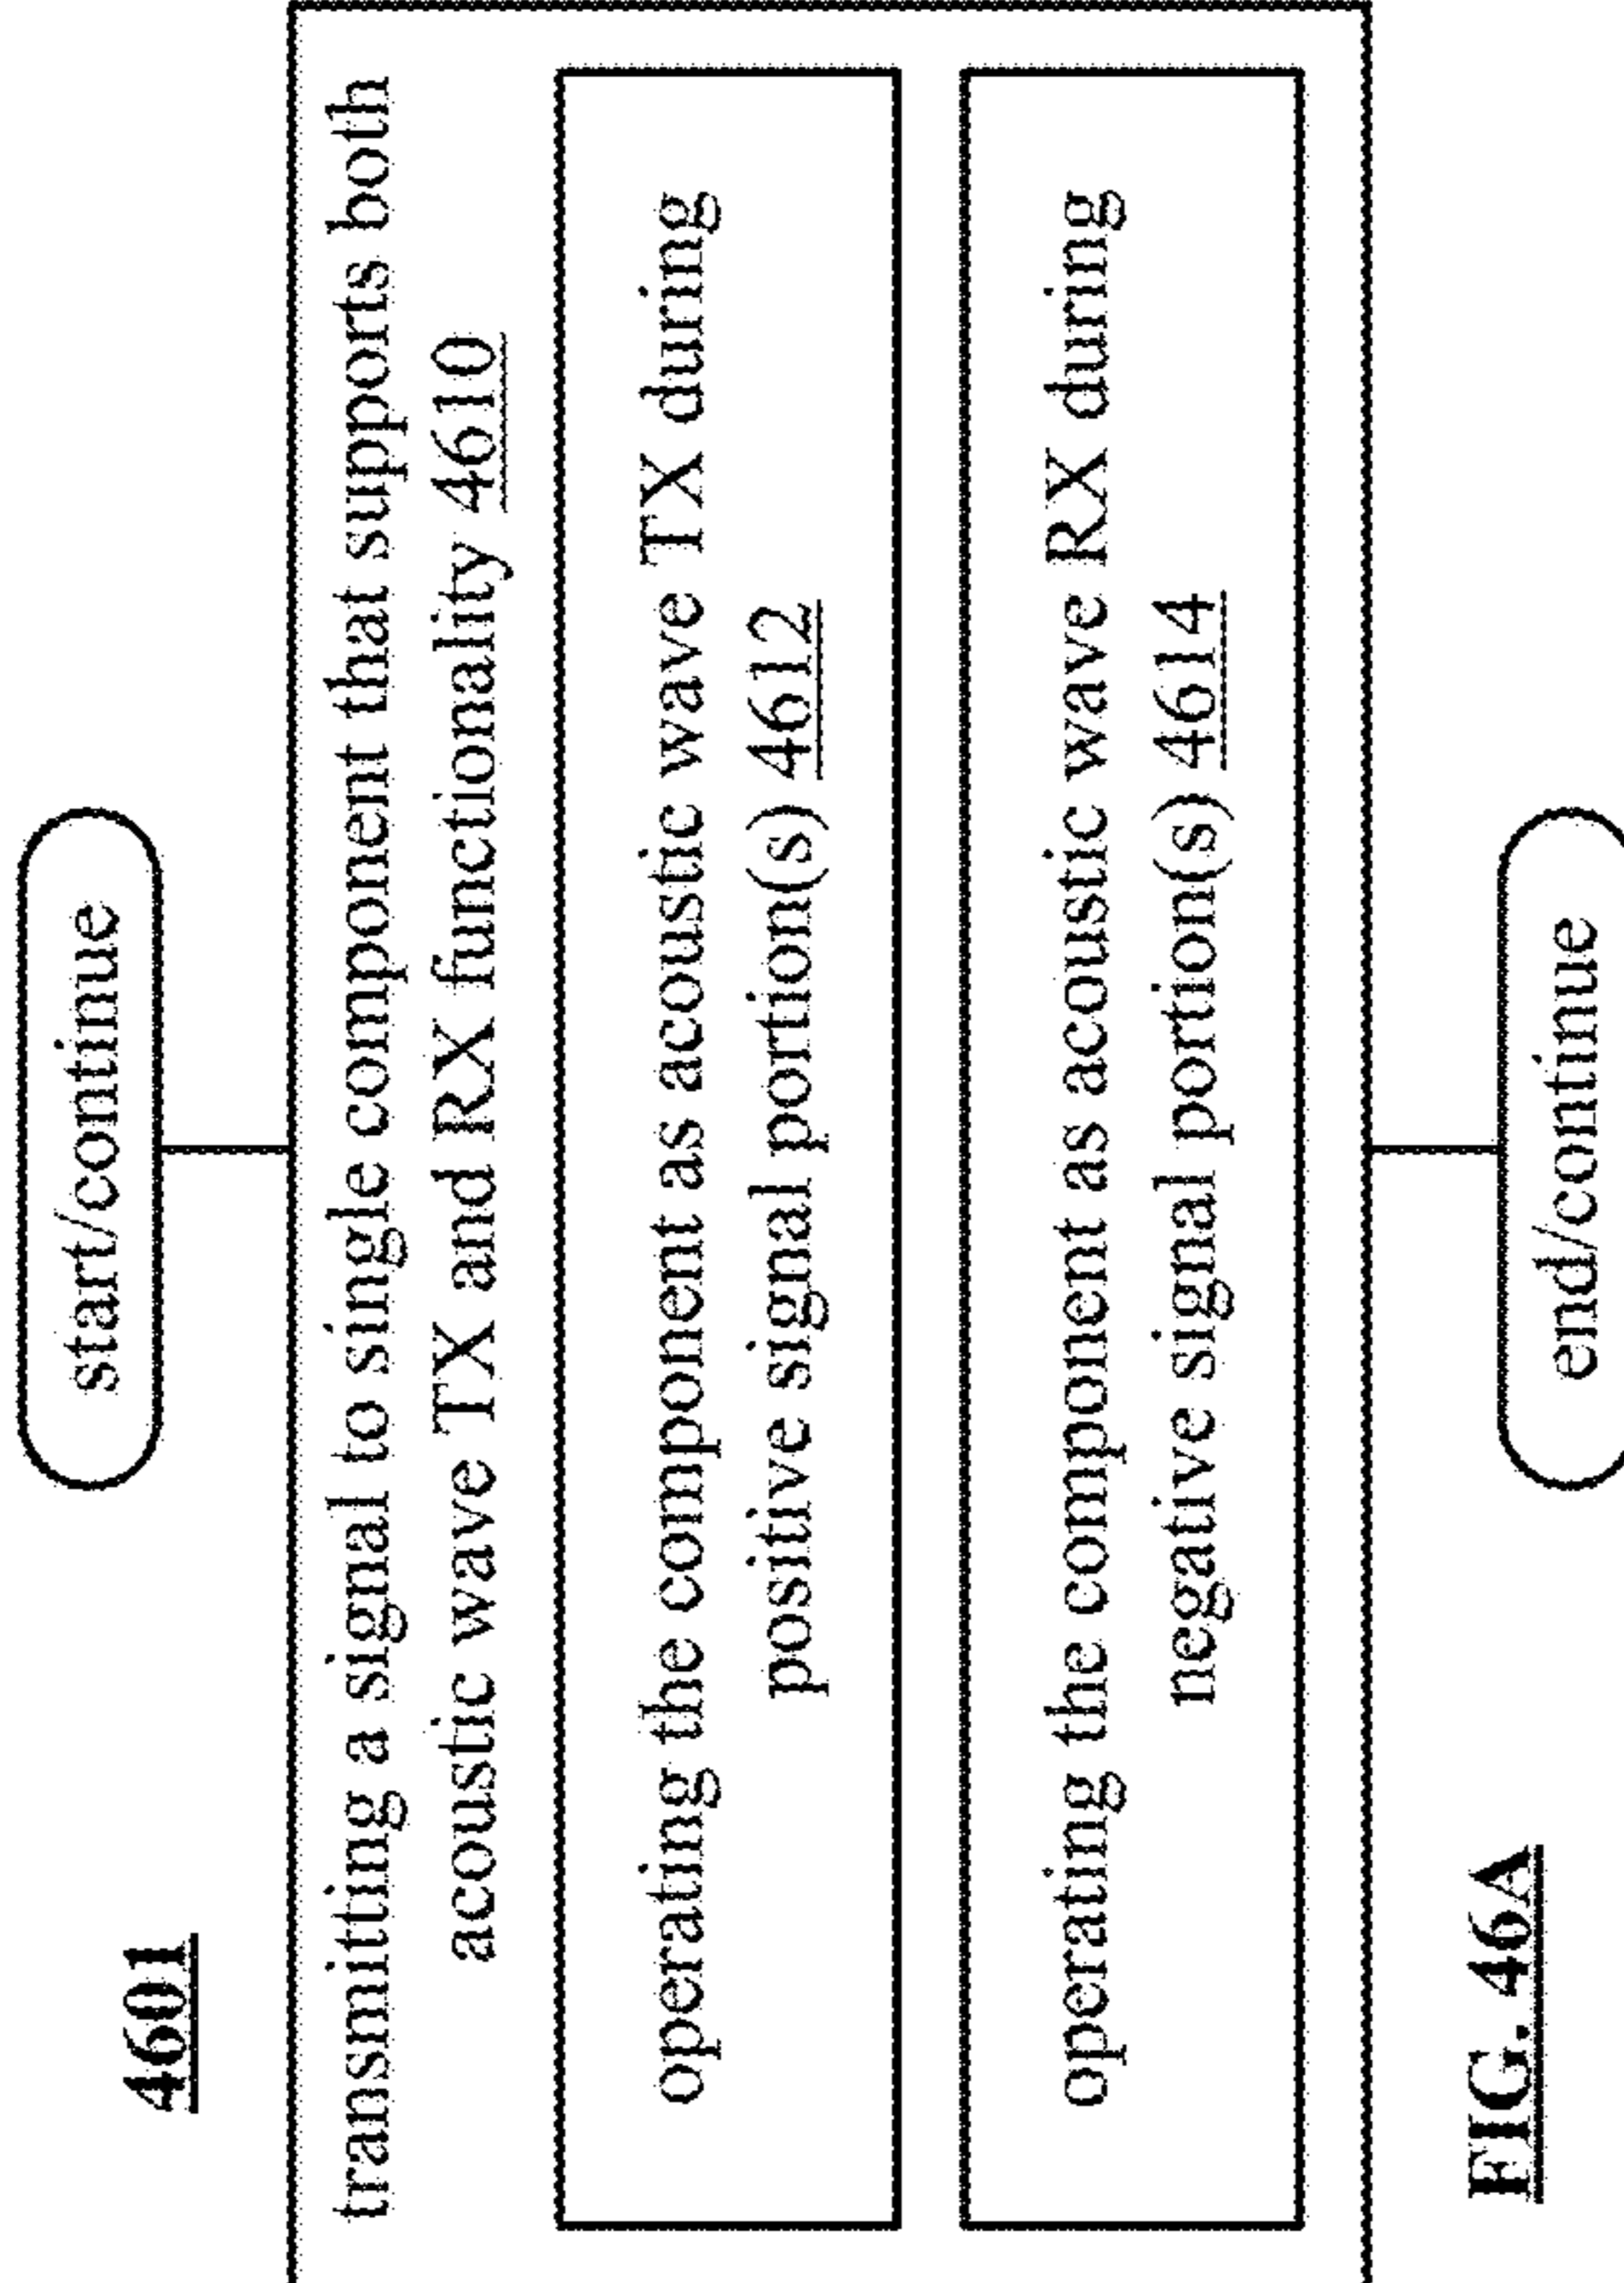 4601
start/continue
transmitting a signal to single component that supports both
acoustic wave TX and RX functionality 4610
operating the component as acoustic wave TX during
positive signal portion(s) 4612
operating the component as acoustic wave RX during
negative signal portion(s) 4614
end/continue
FIG. 46A